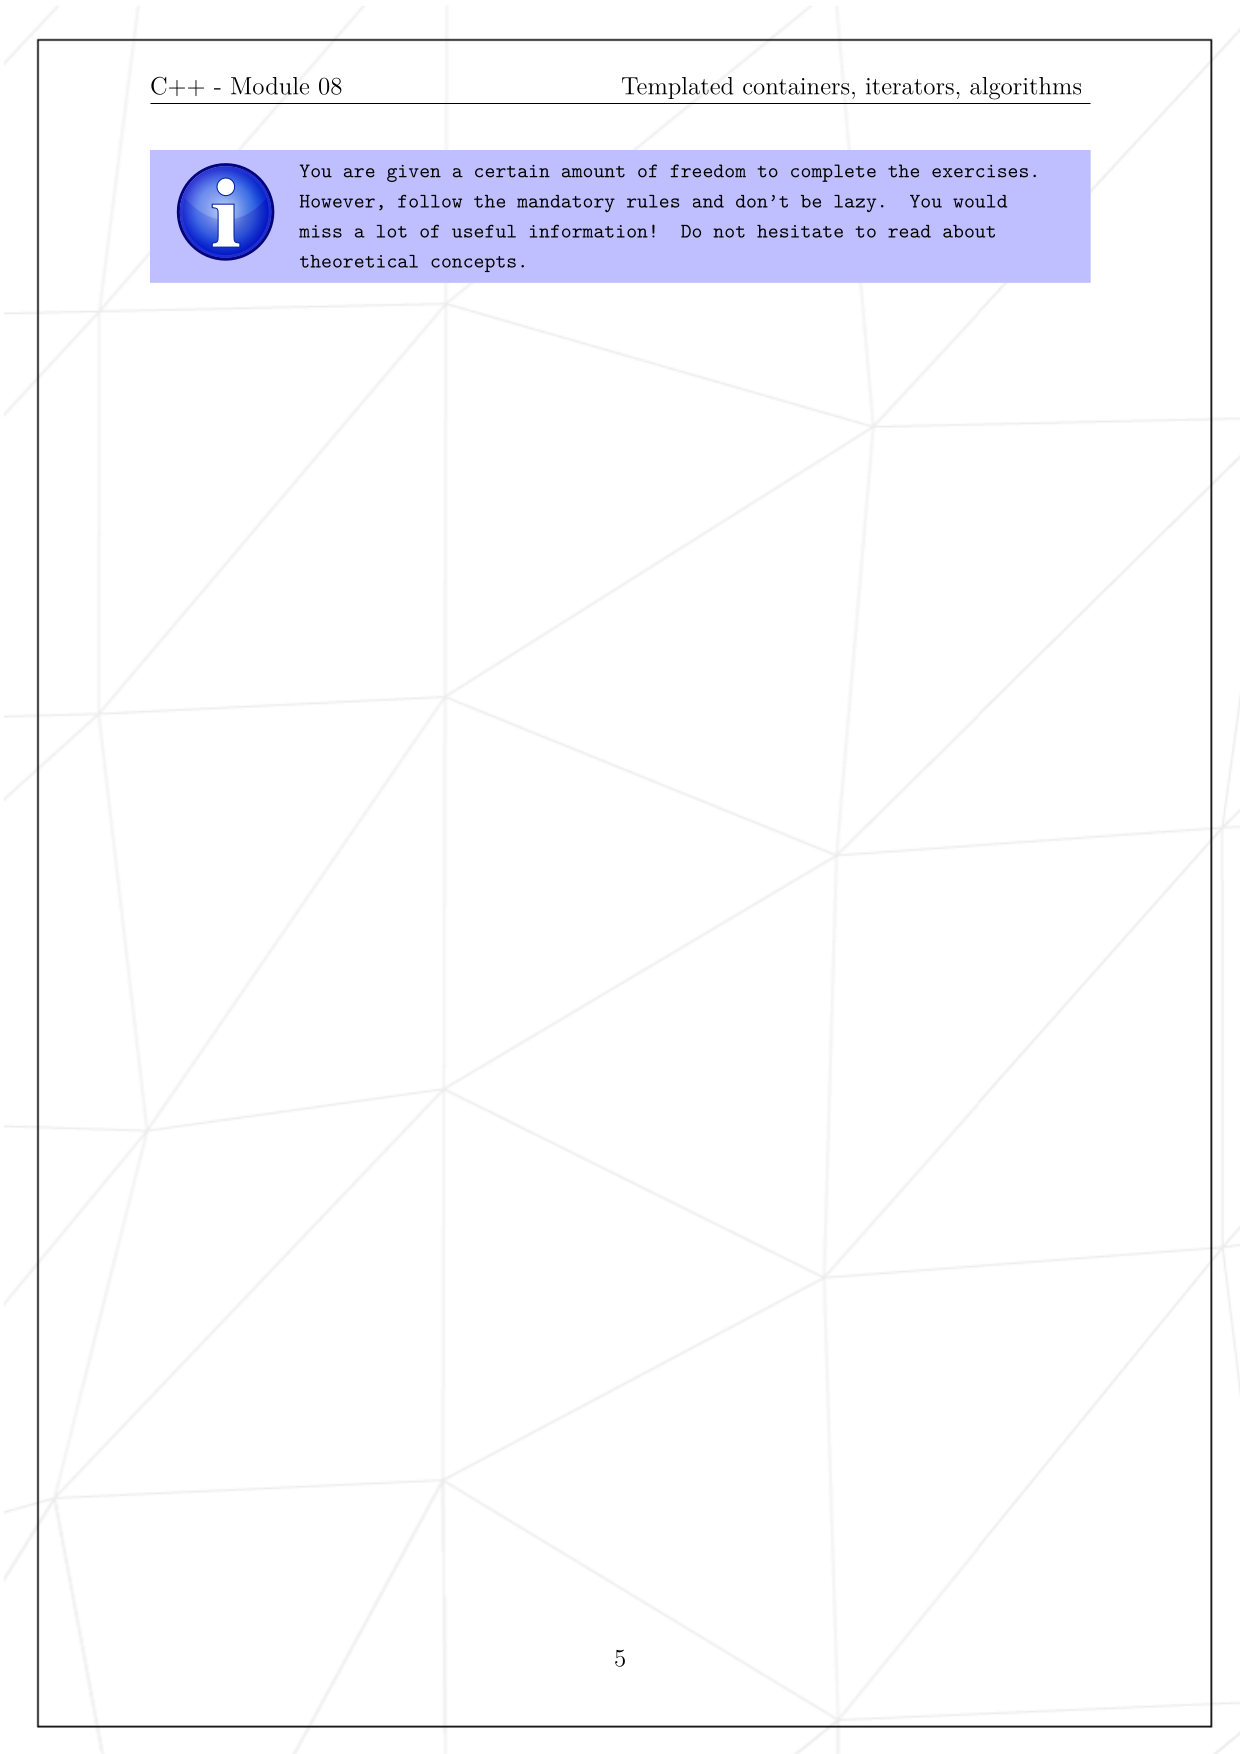 C++ - Module 08 Templated containers, iterators, algorithms
You are given a certain amount of freedom to complete the exercises.
However, follow the mandatory rules and don't be lazy. You would
miss a lot of useful information! Do not hesitate to read about
theoretical concepts.
5